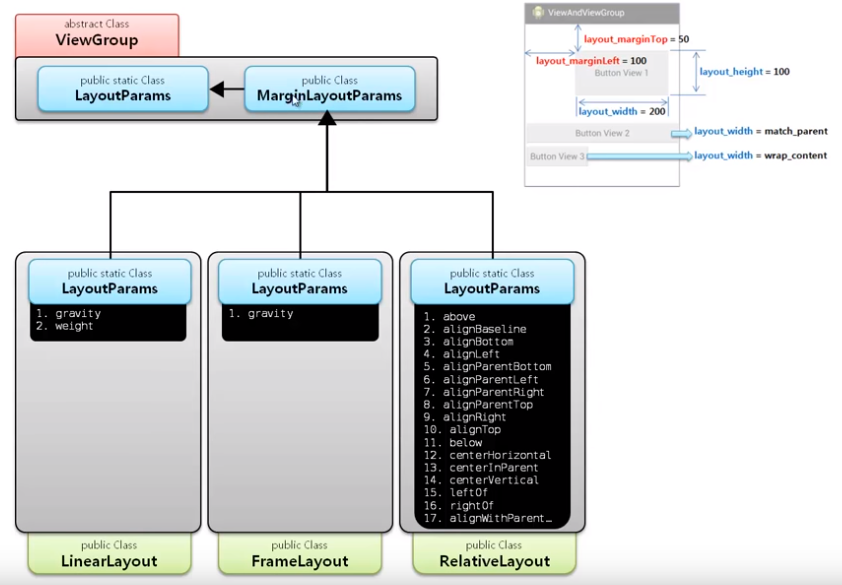 abstract Class
ViewGroup
public static Class
LayoutParams
public Class
MarginLayoutParams
ViewAndViewGroup
layout_marginTop = 50
layout_marginLeft = 100
Button View 1
layout_height = 100
layout_width = 200
Button View 2
layout_width = match_parent
Button View 3
layout_width = wrap_content
public static Class
LayoutParams
1. gravity
2. weight
public Class
LinearLayout
public static Class
LayoutParams
1. gravity
public Class
FrameLayout
public static Class
LayoutParams
1. above
2. alignBaseline
3. alignBottom
4. alignLeft
5. alignParentBottom
6. alignParentLeft
7. alignParentRight
8. alignParentTop
9. alignRight
10. alignTop
11. below
12. centerHorizontal
13. centerInParent
14. centerVertical
15. leftOf
16. rightOf
17. alignWithParent…
public Class
RelativeLayout